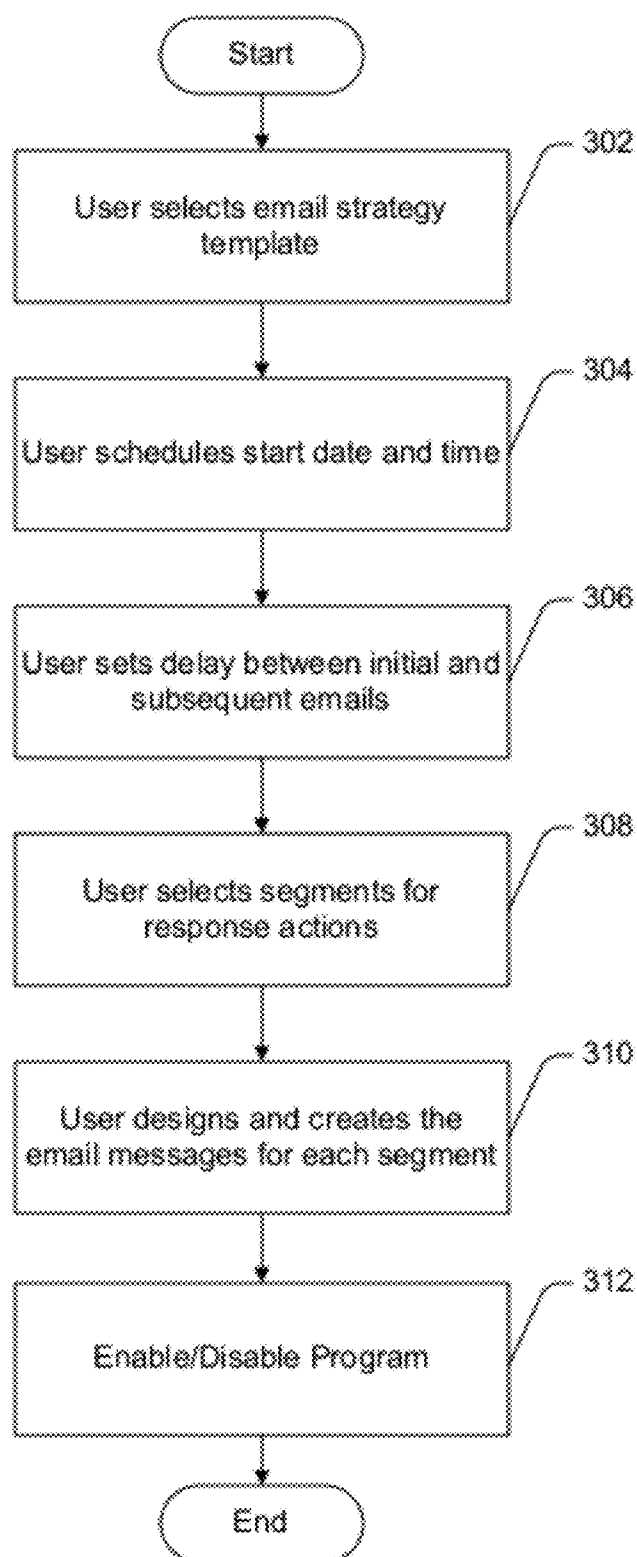 Start
302
User selects email strategy
template
304
User schedules start date and time
306
User sets delay between initial and
subsequent emails
308
User selects segments for
response actions
310
User designs and creates the
email messages for each segment
312
Enable/Disable Program
End